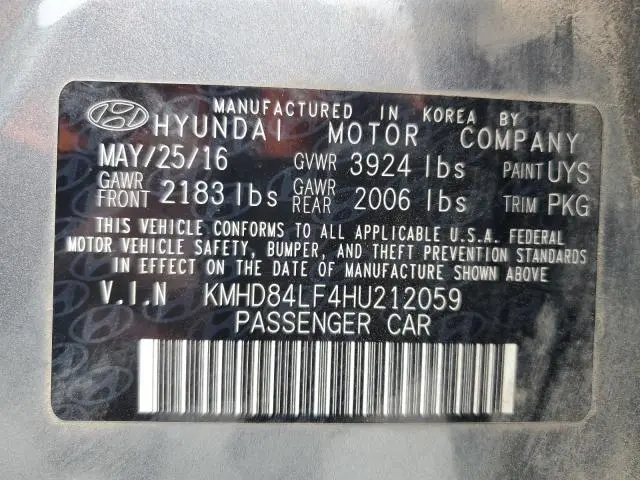 MANUFACTURED IN KOREA BY
HYUNDAI MOTOR COMPANY
MAY/25/16 GVWR 3924 lbs PAINT UYS
GAWR FRONT 2183 lbs GAWR REAR 2006 lbs TRIM PKG
THIS VEHICLE CONFORMS TO ALL APPLICABLE U.S.A. FEDERAL
MOTOR VEHICLE SAFETY, BUMPER, AND THEFT PREVENTION STANDARDS
IN EFFECT ON THE DATE OF MANUFACTURE SHOWN ABOVE
V.I.N KMHD84LF4HU212059
PASSENGER CAR